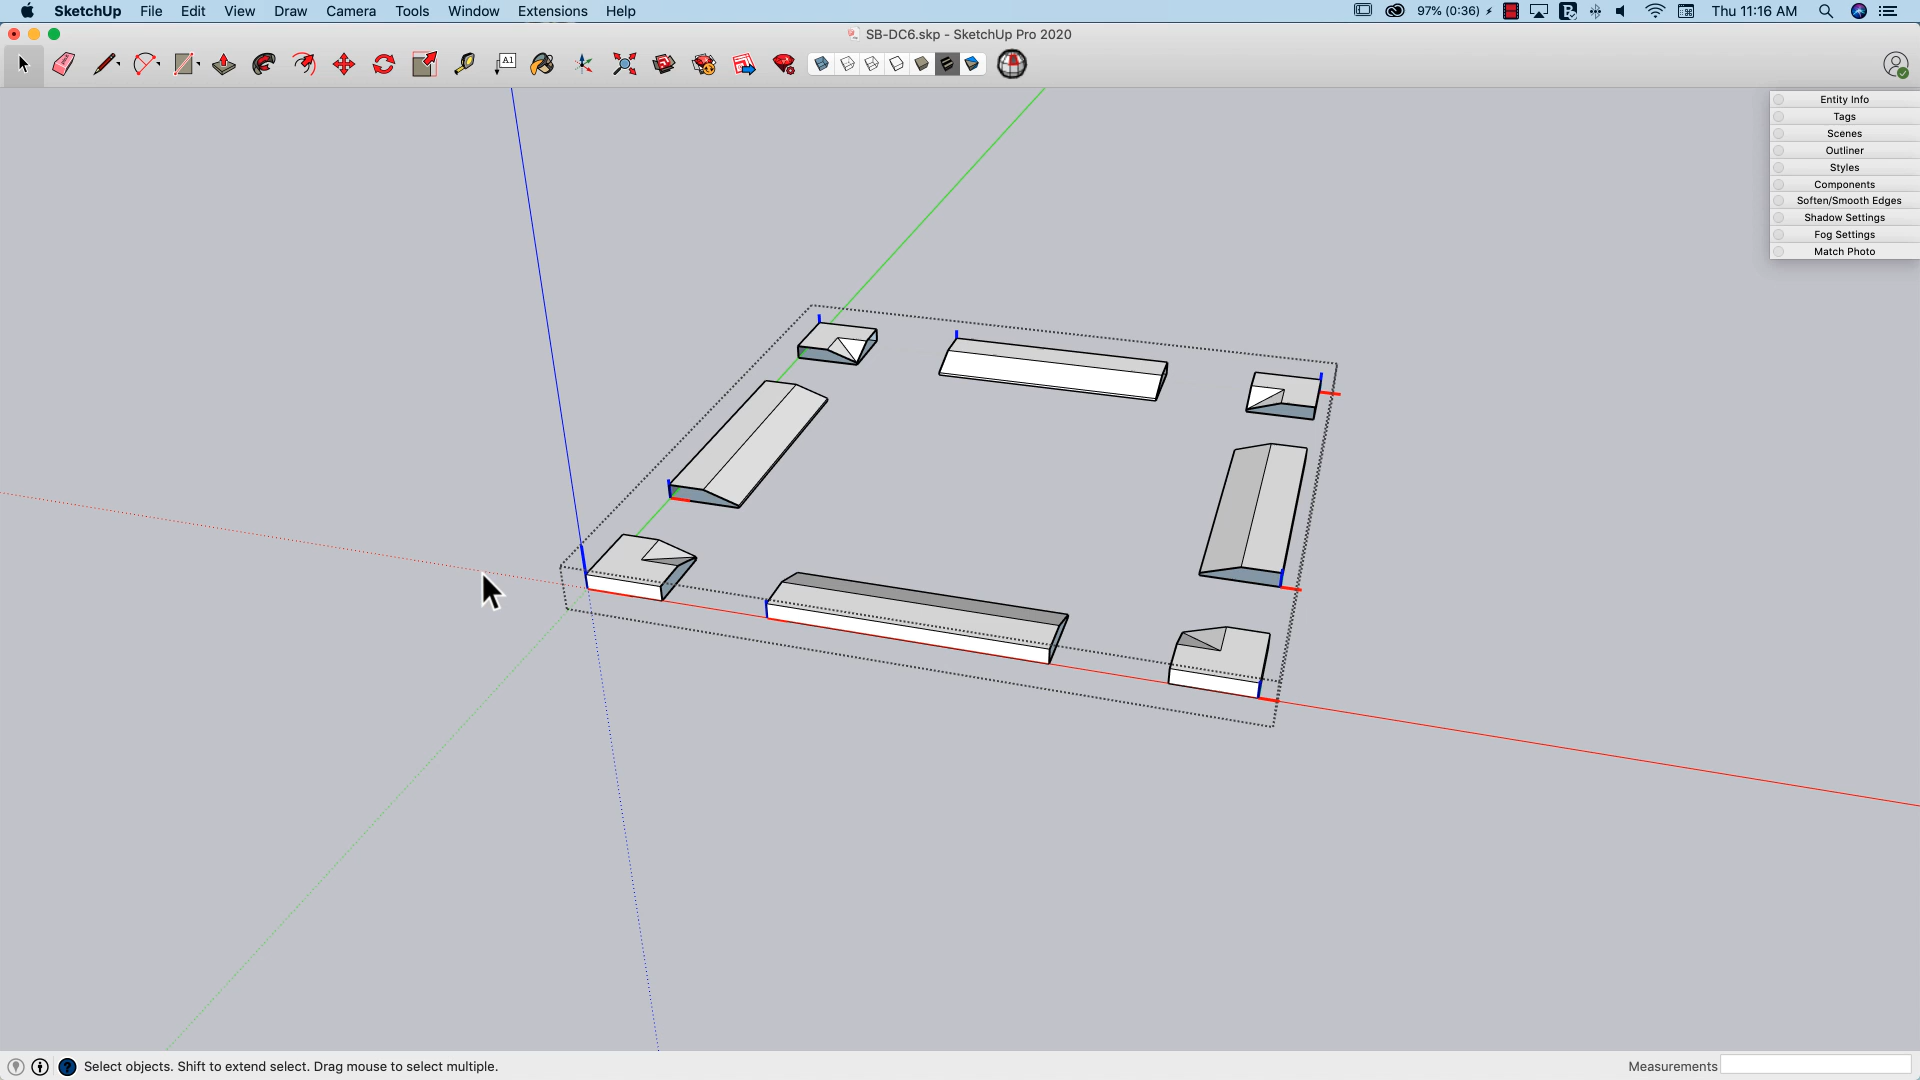 SketchUp File Edit View Draw Camera Tools Window Extensions Help 97% (0:36) Thu 11:16 AM
SB-DC6.skp - SketchUp Pro 2020
A1
Entity Info
Tags
Scenes
Outliner
Styles
Components
Soften/Smooth Edges
Shadow Settings
Fog Settings
Match Photo
Select objects. Shift to extend select. Drag mouse to select multiple. Measurements